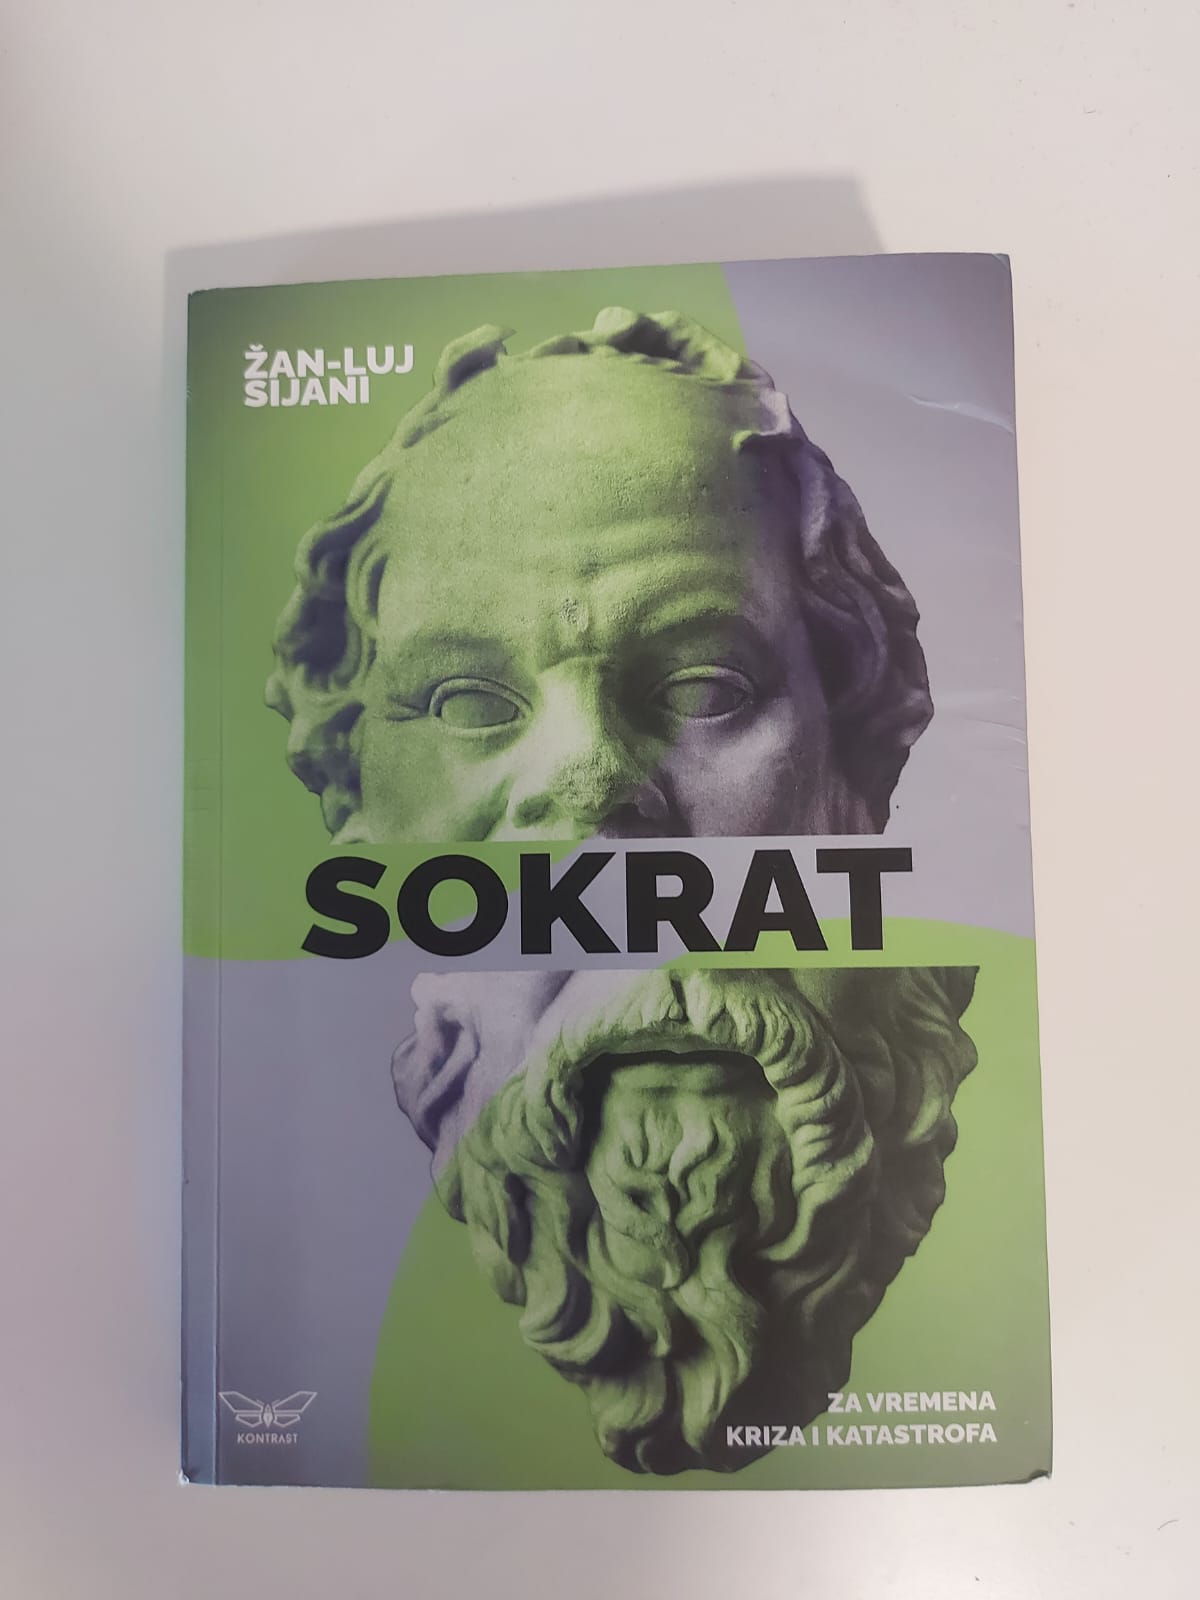 ŽAN-LUJ
SIJANI
SOKRAT
ZA VREMENA
KRIZA I KATASTROFA
KONTRAST